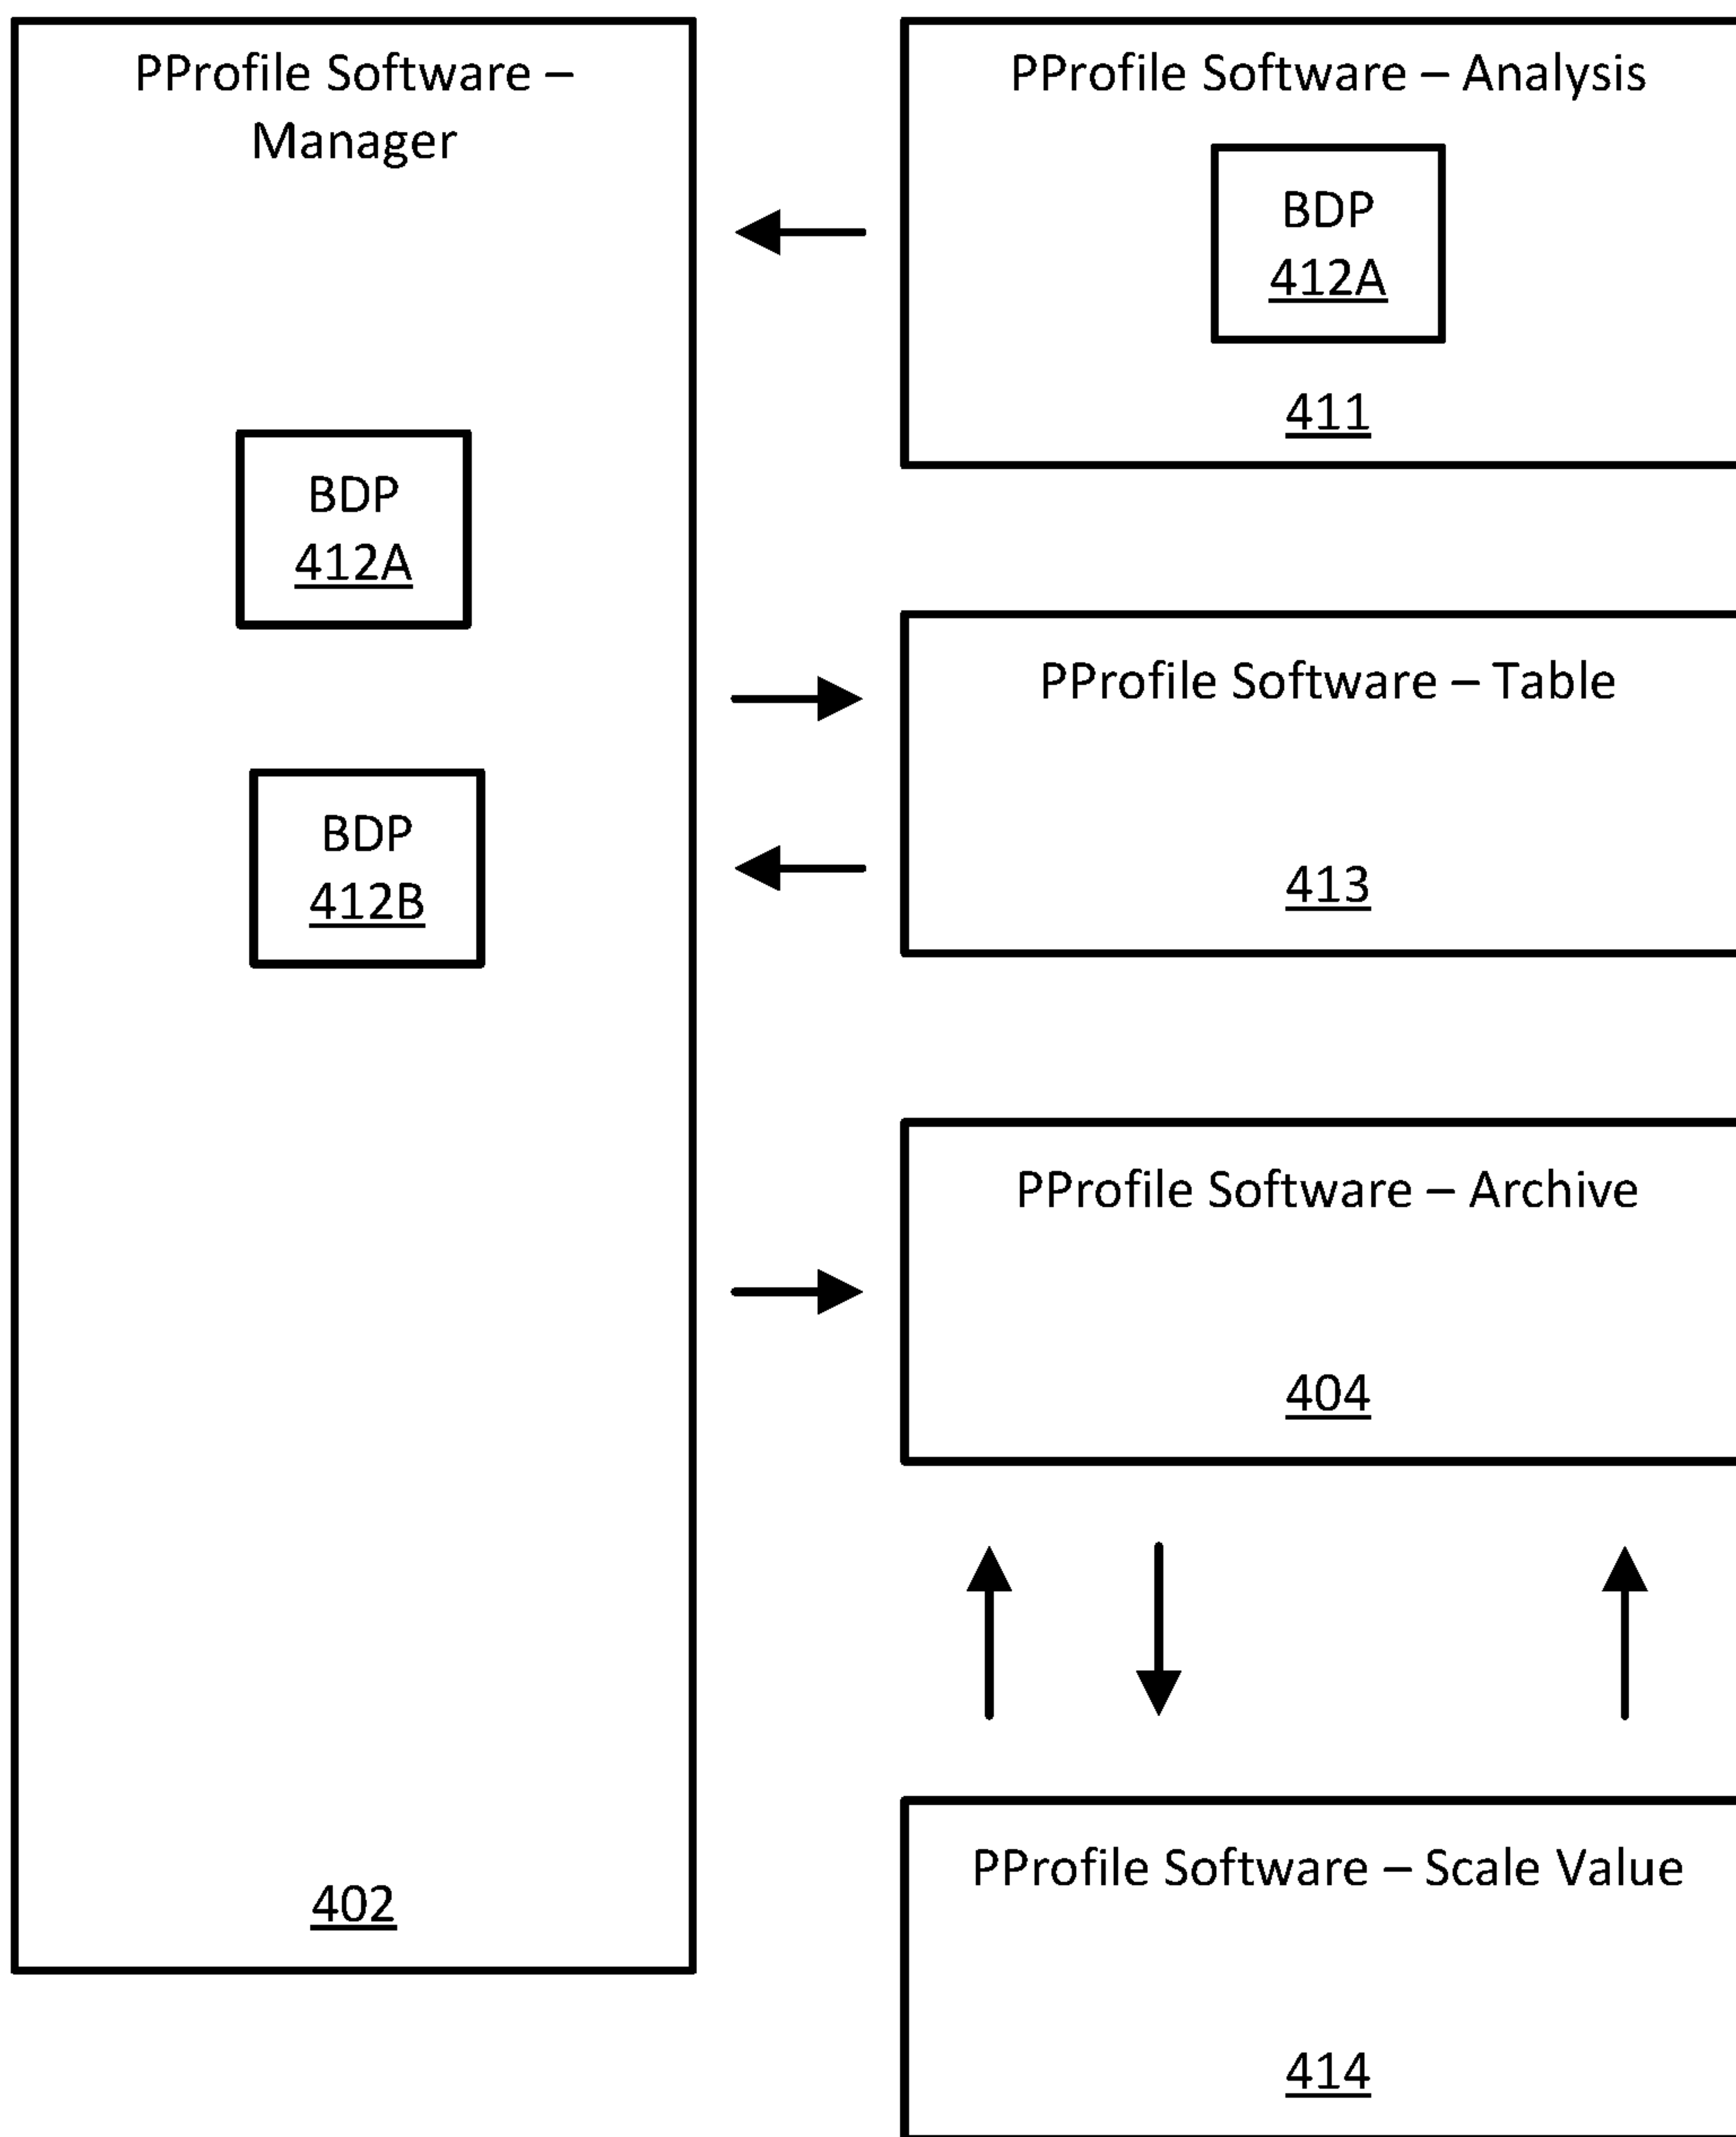 PProfile Software –
Manager
BDP
412A
BDP
412B
402
PProfile Software – Analysis
BDP
412A
411
PProfile Software – Table
413
PProfile Software – Archive
404
PProfile Software – Scale Value
414